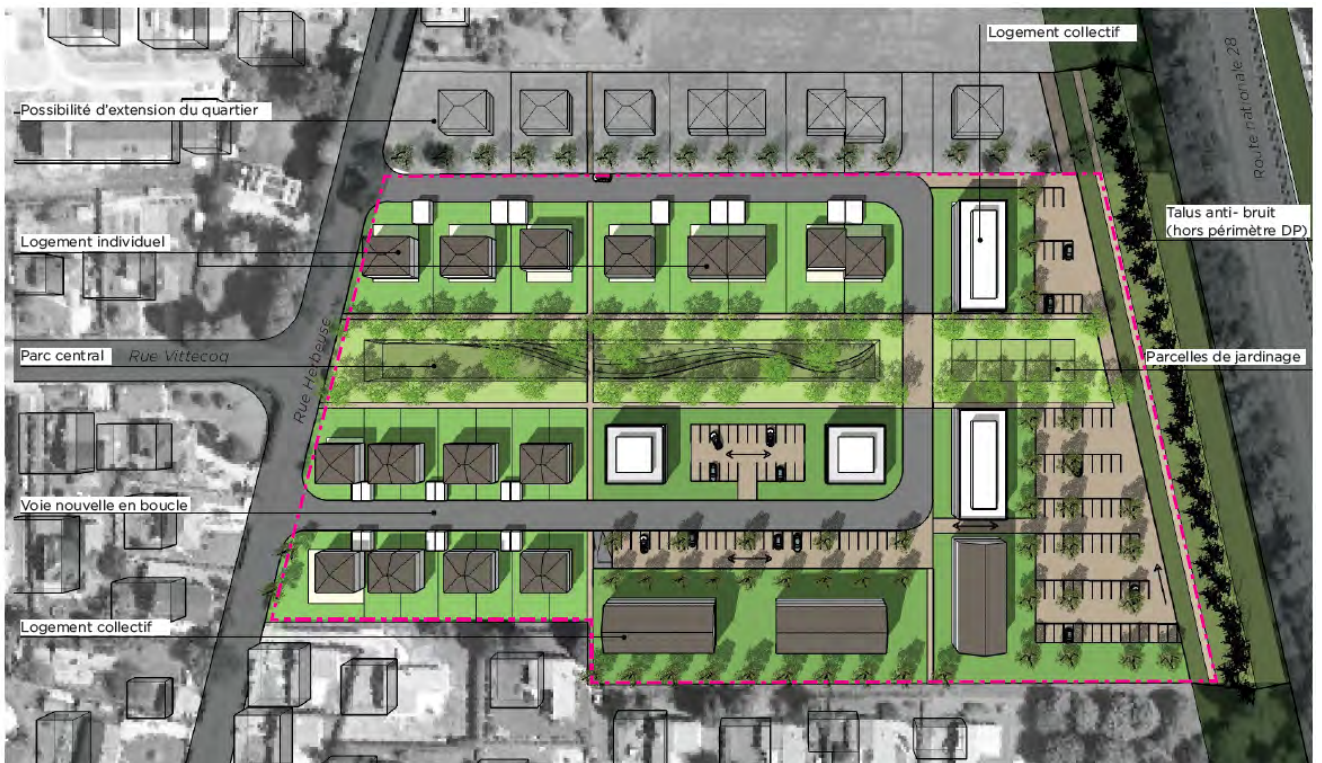 Logement collectif
Route nationale 28
Possibilité d'extension du quartier
Talus anti- bruit
(hors périmètre DP)
Logement individuel
Parc central
Rue Vittecoq
Rue Herbeuse
Parcelles de jardinage
Voie nouvelle en boucle
Logement collectif